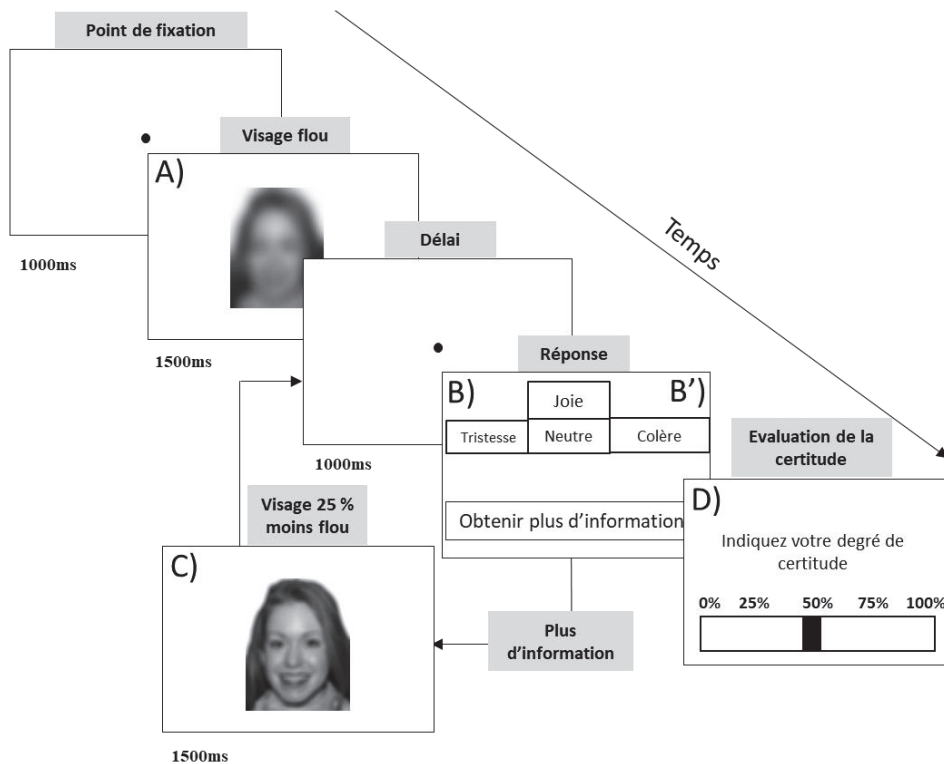 Point de fixation
1000ms
Visage flou
A)
1500ms
Délai
1000ms
Temps
Réponse
B)
B’)
Joie
Tristesse
Neutre
Colère
Obtenir plus d’information
Plus
d’information
Visage 25 %
moins flou
C)
1500ms
Evaluation de la
certitude
D)
Indiquez votre degré de
certitude
0% 25% 50% 75% 100%